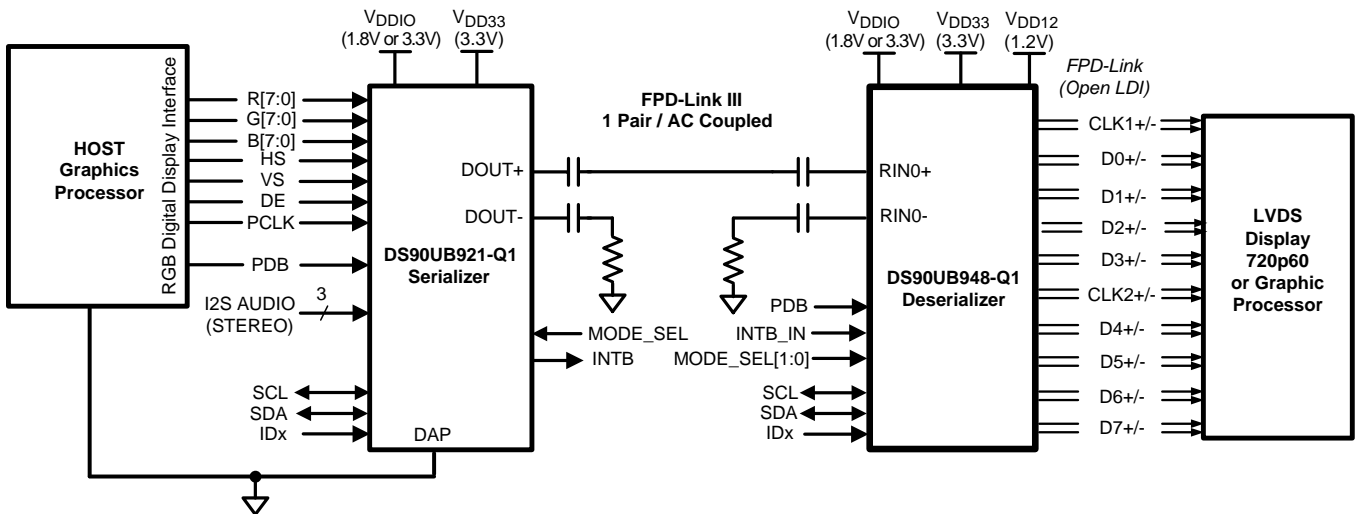 VDDIO
(1.8V or 3.3V)
VDD33
(3.3V)
VDDIO
(1.8V or 3.3V)
VDD33
(3.3V)
VDD12
(1.2V)
HOST
Graphics
Processor
RGB Digital Display Interface
R[7:0]
G[7:0]
B[7:0]
HS
VS
DE
PCLK
PDB
I2S AUDIO
(STEREO)
3
SCL
SDA
IDx
DOUT+
DOUT-
DS90UB921-Q1
Serializer
DAP
MODE_SEL
INTB
FPD-Link III
1 Pair / AC Coupled
PDB
INTB_IN
MODE_SEL[1:0]
SCL
SDA
IDx
RIN0+
RIN0-
DS90UB948-Q1
Deserializer
FPD-Link
(Open LDI)
CLK1+/-
D0+/-
D1+/-
D2+/-
D3+/-
CLK2+/-
D4+/-
D5+/-
D6+/-
D7+/-
LVDS
Display
720p60
or Graphic
Processor